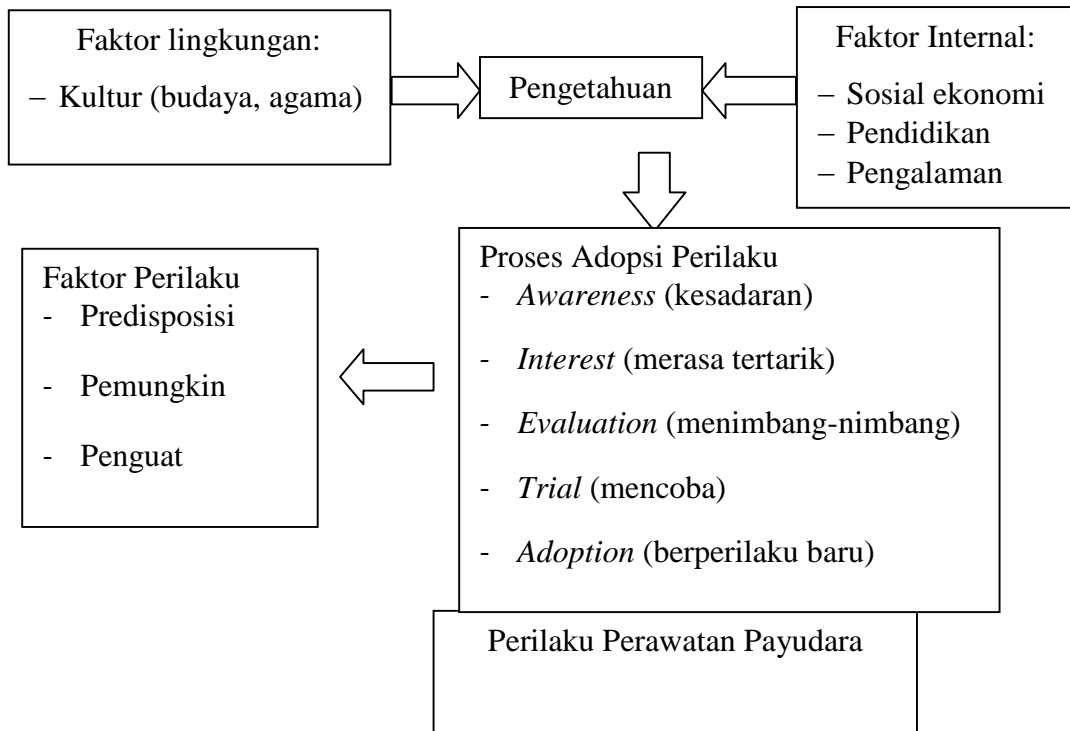 Faktor lingkungan:
– Kultur (budaya, agama)
Pengetahuan
Faktor Internal:
– Sosial ekonomi
– Pendidikan
– Pengalaman
Faktor Perilaku
- Predisposisi
- Pemungkin
- Penguat
Proses Adopsi Perilaku
- Awareness (kesadaran)
- Interest (merasa tertarik)
- Evaluation (menimbang-nimbang)
- Trial (mencoba)
- Adoption (berperilaku baru)
Perilaku Perawatan Payudara